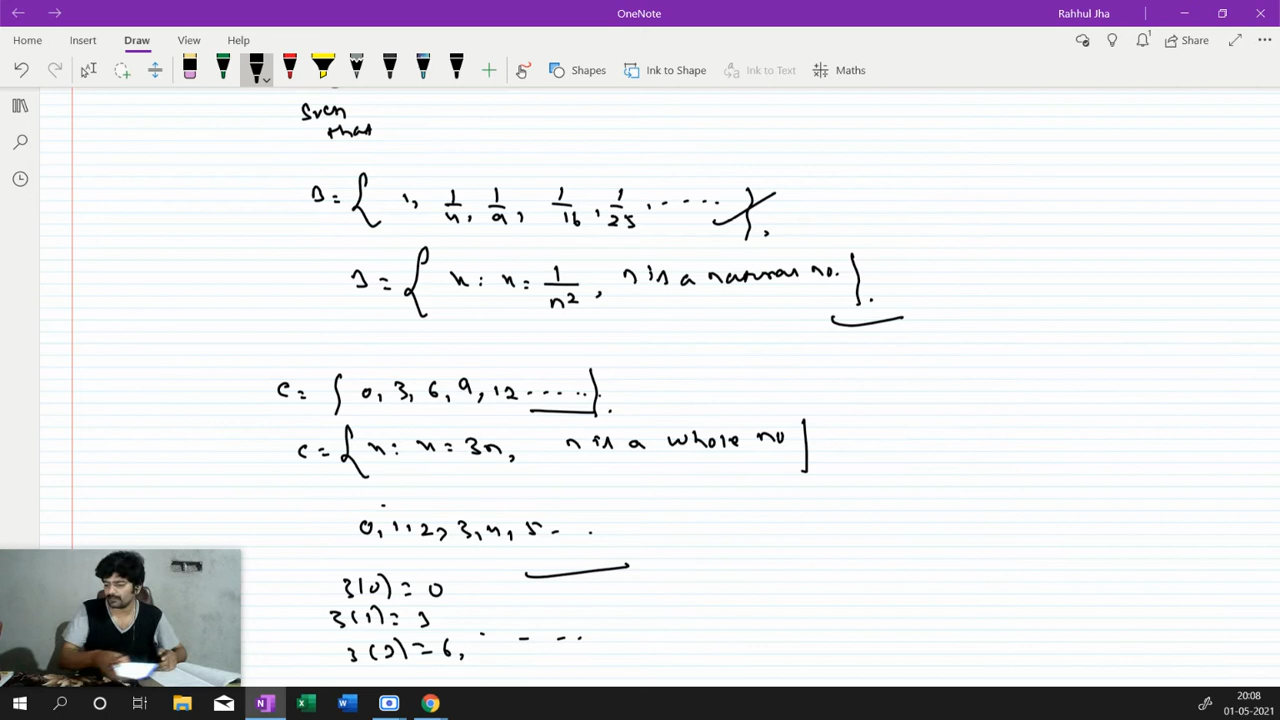 OneNote
Rahhul Jha
Home Insert Draw View Help
Share
Shapes Ink to Shape Ink to Text Maths
Such
that
B = { 1, 1/4, 1/9, 1/16, 1/25, ...... },
B = { x : x = 1/n², n is a natural no. }.
C = { 0, 3, 6, 9, 12 ...... }.
C = { x : x = 3n, n is a whole no }
0, 1, 2, 3, 4, 5 - .
3(0) = 0
3(1) = 3
3(2) = 6, - - ..
20:08
01-05-2021